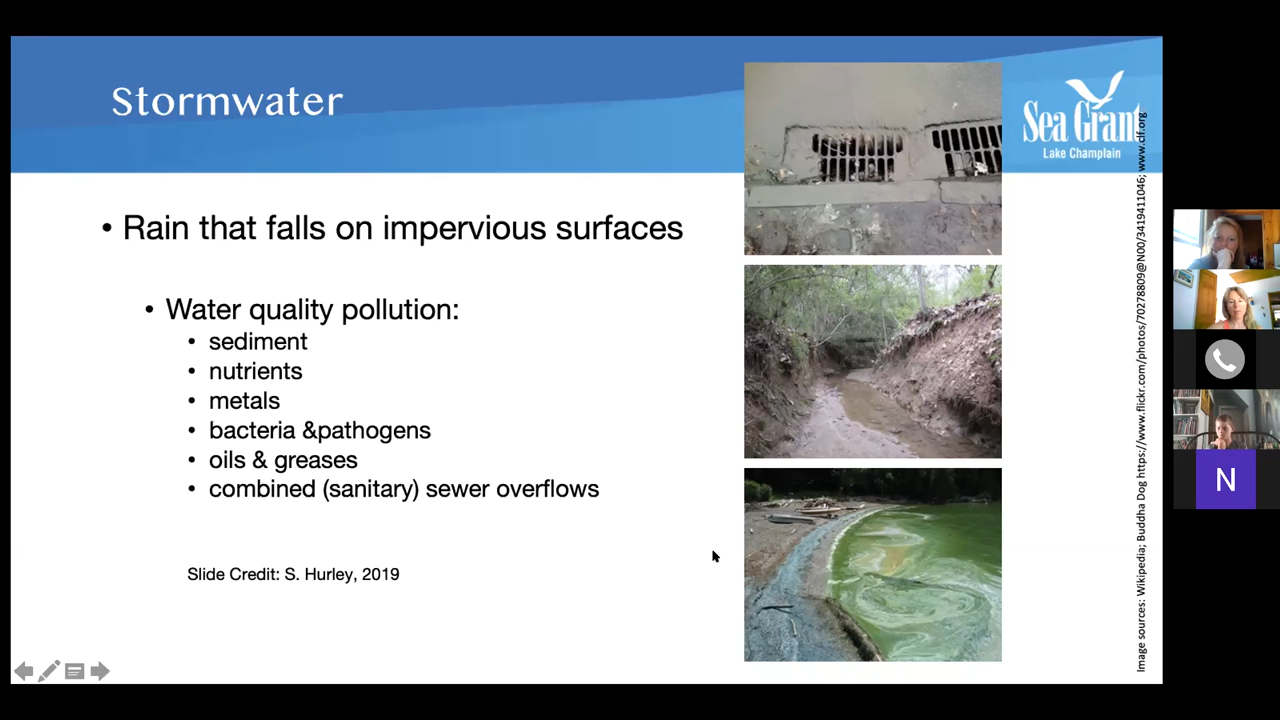 Stormwater
Sea Grant
Lake Champlain
• Rain that falls on impervious surfaces
• Water quality pollution:
• sediment
• nutrients
• metals
• bacteria &pathogens
• oils & greases
• combined (sanitary) sewer overflows
Slide Credit: S. Hurley, 2019
Image sources: Wikipedia; Buddha Dog https://www.flickr.com/photos/70278809@N00/3419411046; www.clf.org
N